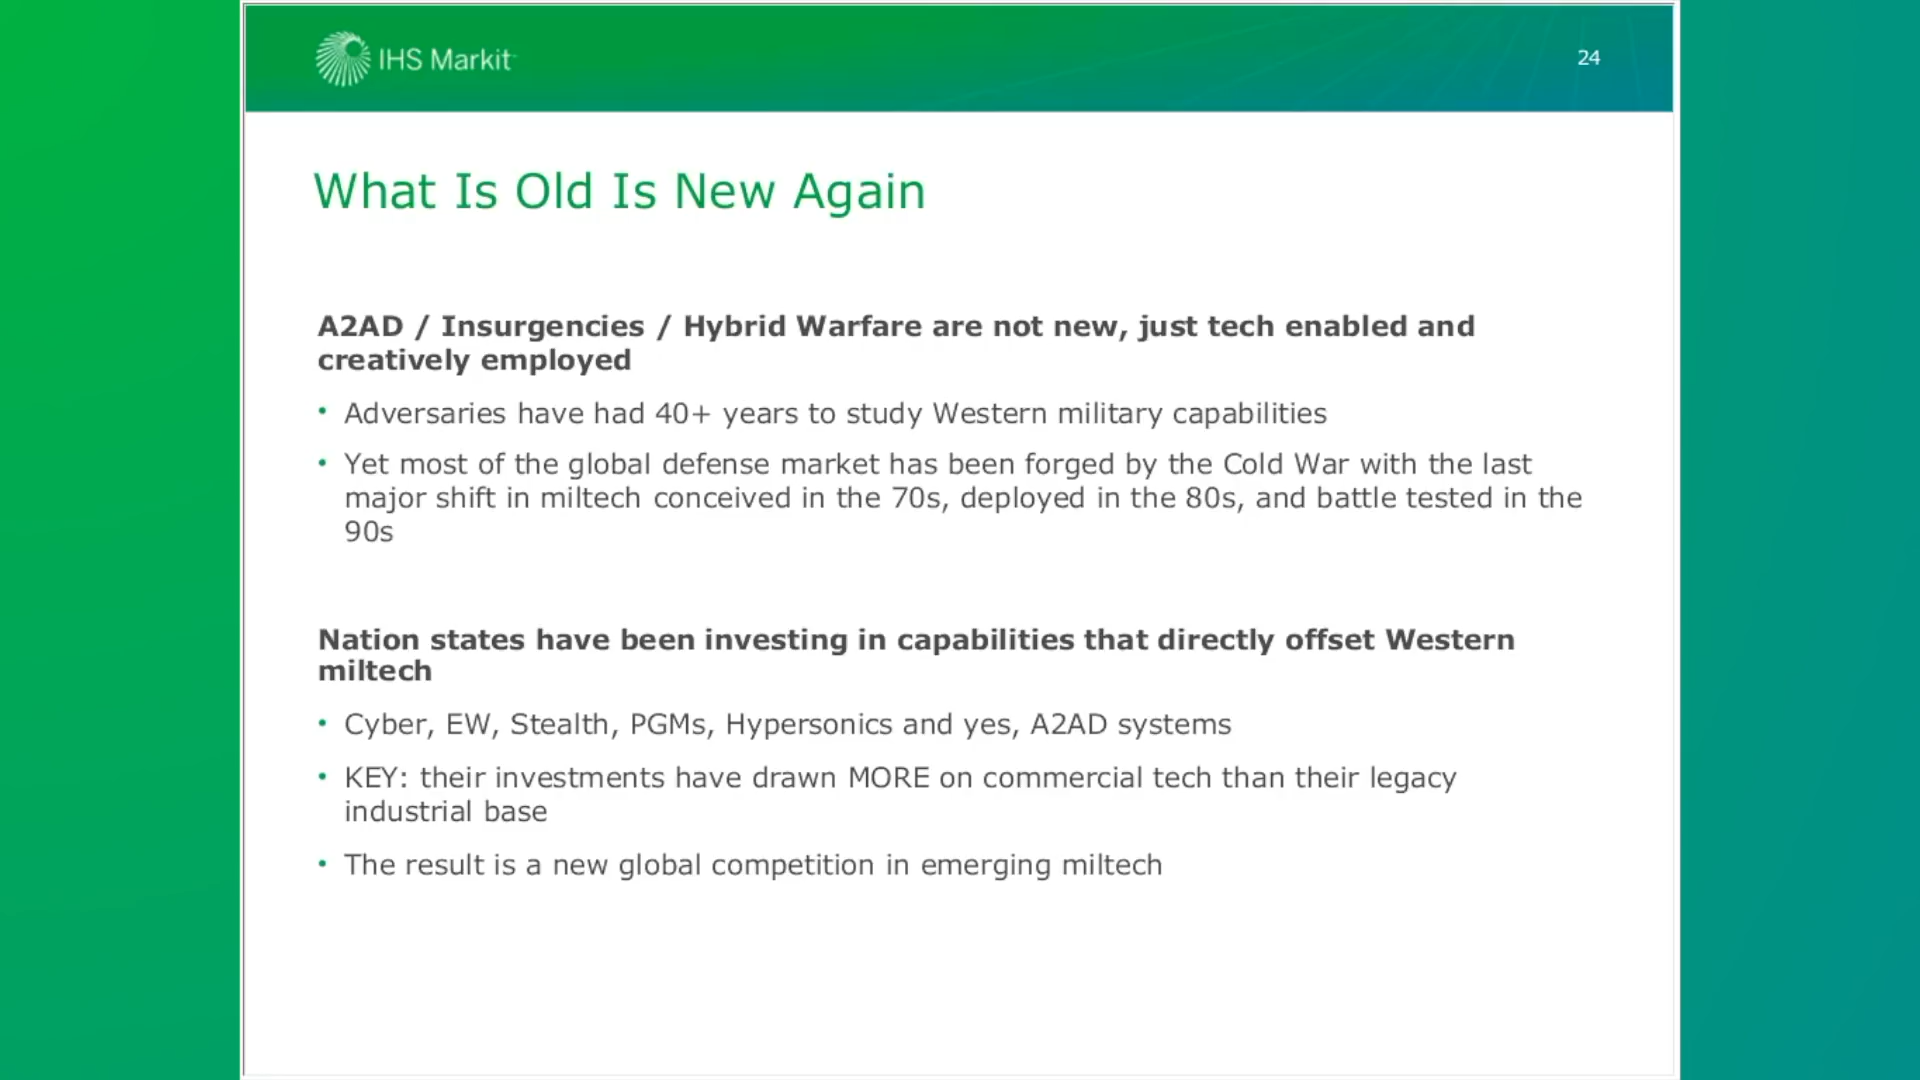 IHS Markit
24
What Is Old Is New Again
A2AD / Insurgencies / Hybrid Warfare are not new, just tech enabled and
creatively employed
• Adversaries have had 40+ years to study Western military capabilities
• Yet most of the global defense market has been forged by the Cold War with the last
major shift in miltech conceived in the 70s, deployed in the 80s, and battle tested in the
90s
Nation states have been investing in capabilities that directly offset Western
miltech
• Cyber, EW, Stealth, PGMs, Hypersonics and yes, A2AD systems
• KEY: their investments have drawn MORE on commercial tech than their legacy
industrial base
• The result is a new global competition in emerging miltech